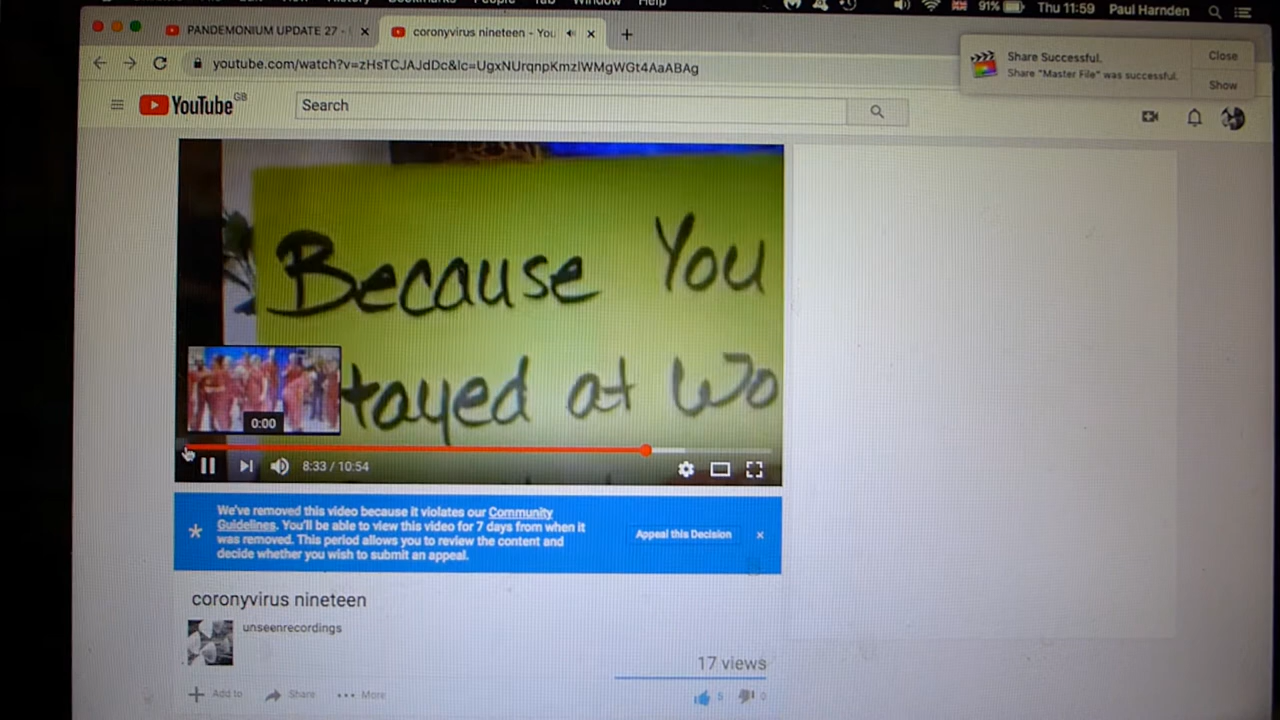 91% Thu 11:59 Paul Harnden
PANDEMONIUM UPDATE 27 -
coronyvirus nineteen - You
youtube.com/watch?v=zHsTCJAJdDc&lc=UgxNUrqnpKmzlWMgWGt4AaABAg
Share Successful.
Share "Master File" was successful.
Close
Show
YouTube GB
Search
Because You
tayed at Wo
0:00
8:33 / 10:54
We've removed this video because it violates our Community
Guidelines. You'll be able to view this video for 7 days from when it
was removed. This period allows you to review the content and
decide whether you wish to submit an appeal.
Appeal this Decision
coronyvirus nineteen
unseenrecordings
17 views
Add to Share More
5 0